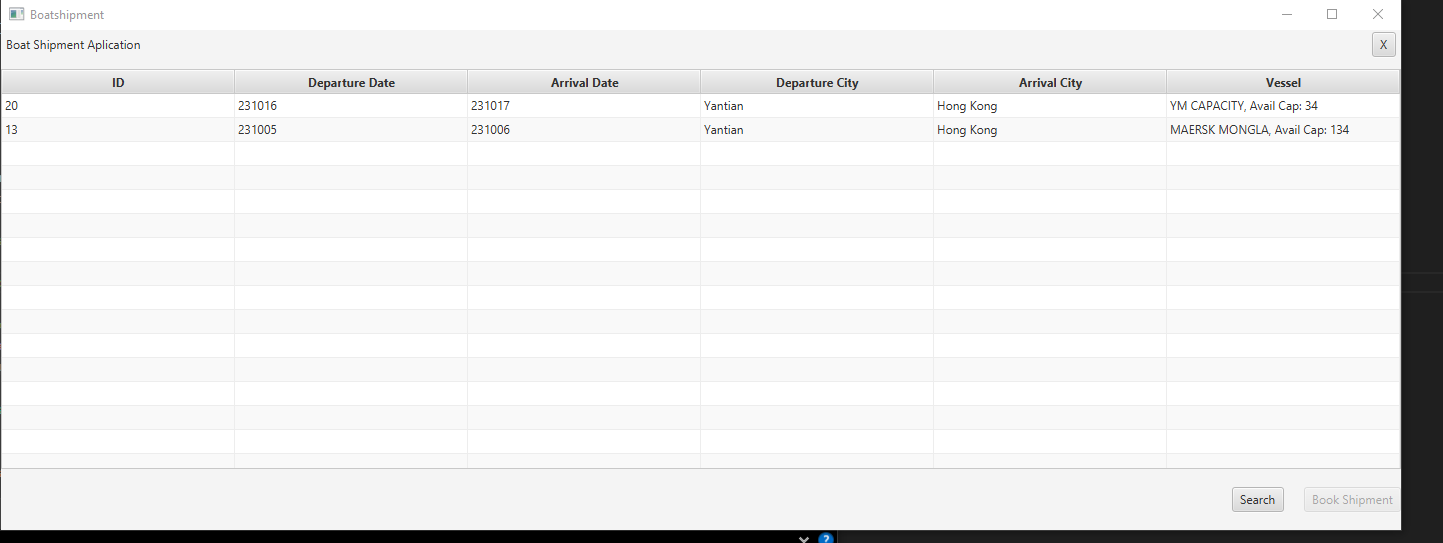 Boatshipment
Boat Shipment Aplication X
ID Departure Date Arrival Date Departure City Arrival City Vessel
20 231016 231017 Yantian Hong Kong YM CAPACITY, Avail Cap: 34
13 231005 231006 Yantian Hong Kong MAERSK MONGLA, Avail Cap: 134
Search Book Shipment
?